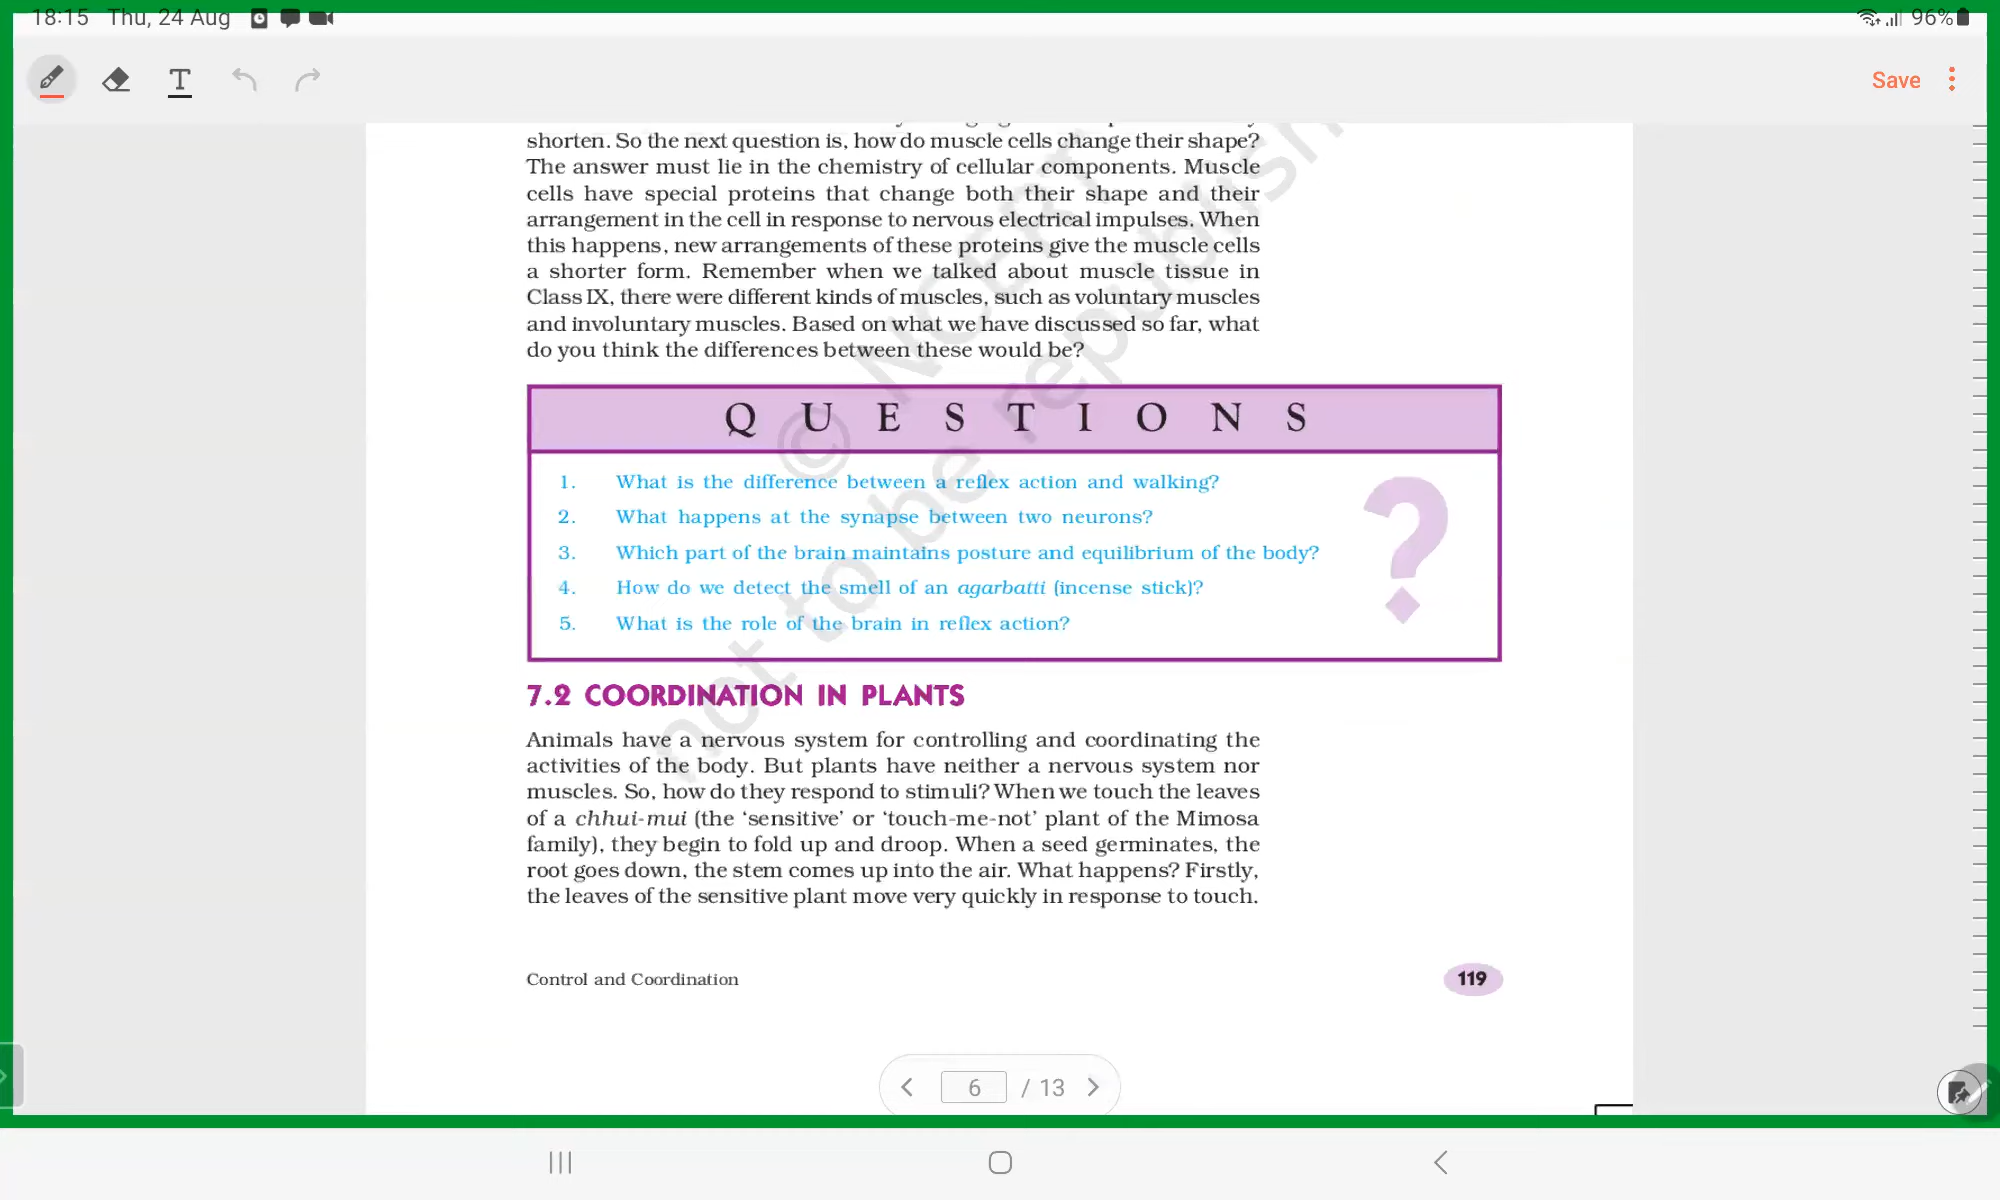 18:15 Thu, 24 Aug
96%
T
Save
shorten. So the next question is, how do muscle cells change their shape?
The answer must lie in the chemistry of cellular components. Muscle
cells have special proteins that change both their shape and their
arrangement in the cell in response to nervous electrical impulses. When
this happens, new arrangements of these proteins give the muscle cells
a shorter form. Remember when we talked about muscle tissue in
Class IX, there were different kinds of muscles, such as voluntary muscles
and involuntary muscles. Based on what we have discussed so far, what
do you think the differences between these would be?
QUESTIONS
1. What is the difference between a reflex action and walking?
2. What happens at the synapse between two neurons?
3. Which part of the brain maintains posture and equilibrium of the body?
4. How do we detect the smell of an agarbatti (incense stick)?
5. What is the role of the brain in reflex action?
?
7.2 COORDINATION IN PLANTS
Animals have a nervous system for controlling and coordinating the
activities of the body. But plants have neither a nervous system nor
muscles. So, how do they respond to stimuli? When we touch the leaves
of a chhui-mui (the ‘sensitive’ or ‘touch-me-not’ plant of the Mimosa
family), they begin to fold up and droop. When a seed germinates, the
root goes down, the stem comes up into the air. What happens? Firstly,
the leaves of the sensitive plant move very quickly in response to touch.
Control and Coordination
119
© NCERT
not to be republish
6 / 13